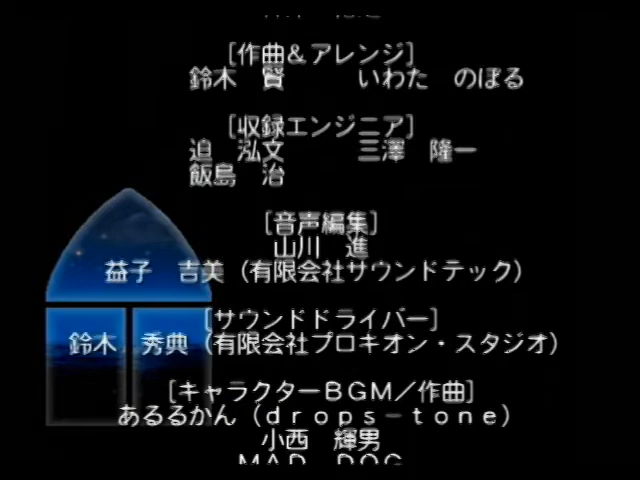 [作曲＆アレンジ]
鈴木　賢　　　いわた　のぼる
[収録エンジニア]
迫　泓文　　　三澤　隆一
飯島　治
[音声編集]
山川　進
益子　吉美（有限会社サウンドテック）
[サウンドドライバー]
鈴木　秀典（有限会社プロキオン・スタジオ）
[キャラクターＢＧＭ／作曲]
あるるかん（ｄｒｏｐｓ－ｔｏｎｅ）
小西　輝男
ＭＡＤ　ＤＯＧ